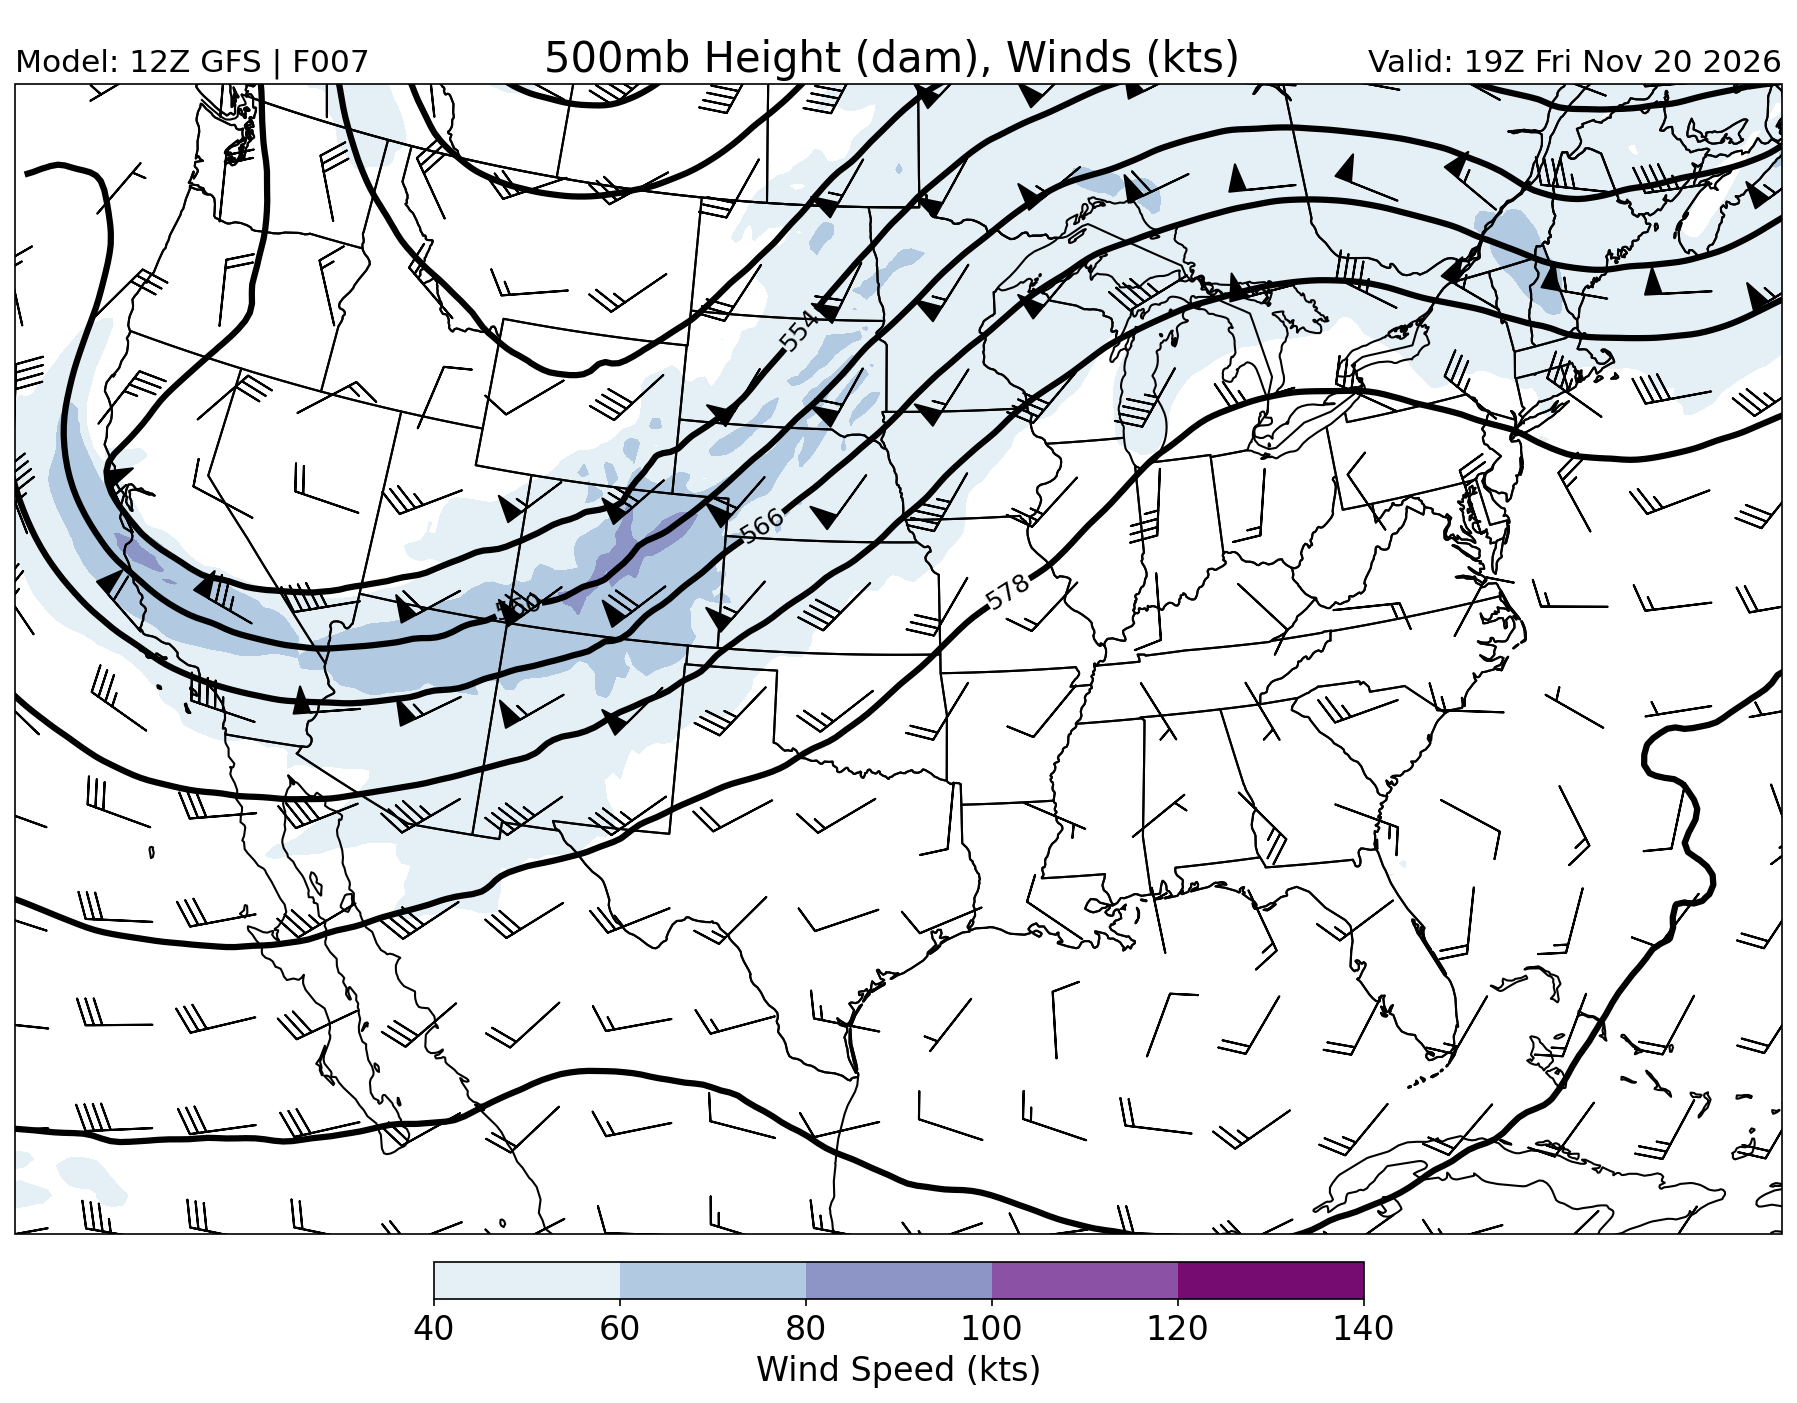 Model: 12Z GFS | F007
500mb Height (dam), Winds (kts)
Valid: 19Z Fri Nov 20 2026
554
566
578
560
40 60 80 100 120 140
Wind Speed (kts)